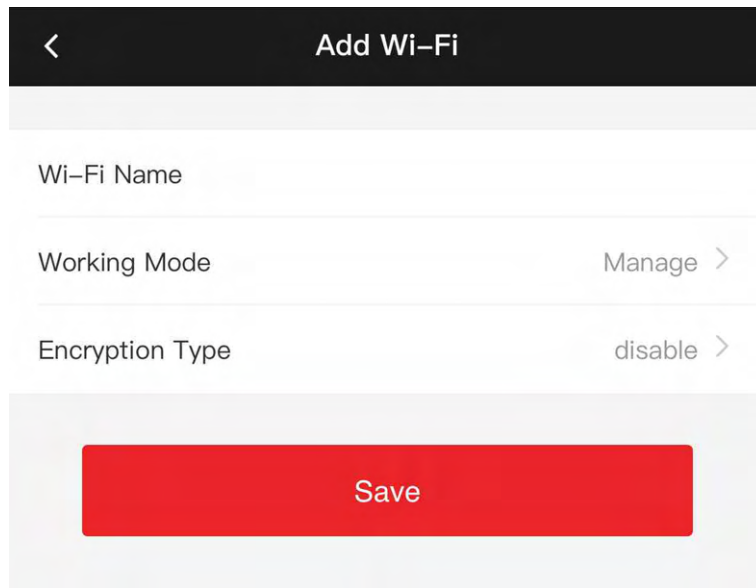 Add Wi-Fi
Wi-Fi Name
Working Mode Manage
Encryption Type disable
Save